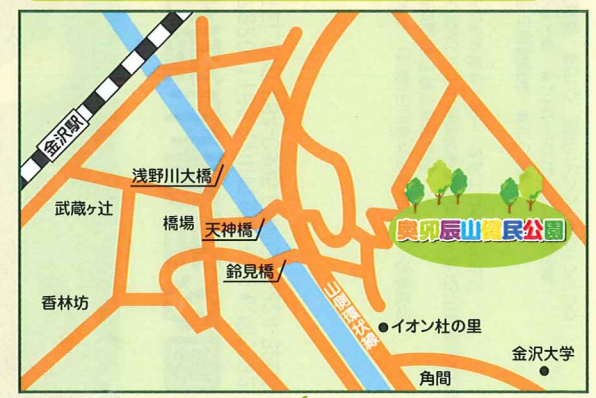 金沢駅
浅野川大橋
武蔵ヶ辻
橋場
天神橋
奥卯辰山健民公園
鈴見橋
山側環状線
香林坊
イオン杜の里
金沢大学
角間